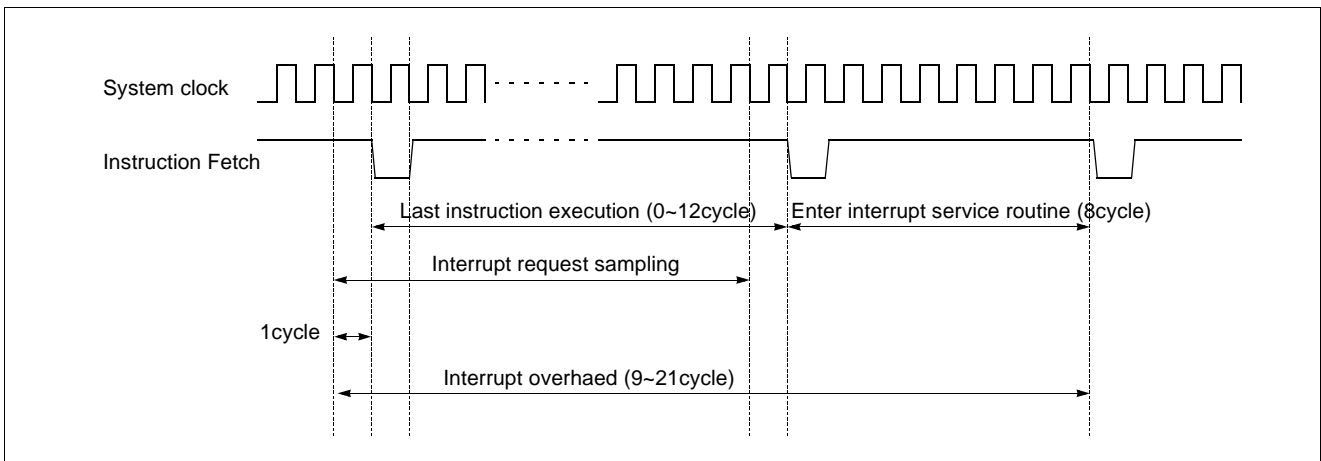 System clock
Instruction Fetch
Last instruction execution (0~12cycle)
Enter interrupt service routine (8cycle)
Interrupt request sampling
1cycle
Interrupt overhaed (9~21cycle)